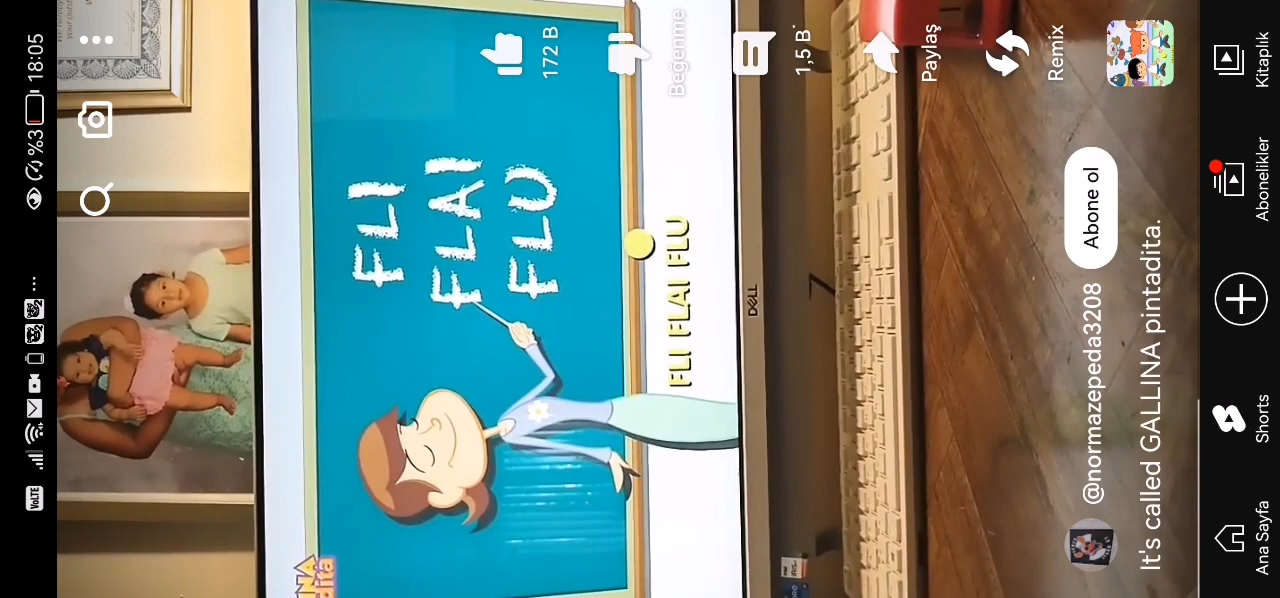 VoLTE
%3 18:05
FLI
FLAI
FLU
FLI FLAI FLU
DELL
172 B
Beğenme
1,5 B
Paylaş
Remix
@normazepeda3208
Abone ol
It's called GALLINA pintadita.
Ana Sayfa
Shorts
Abonelikler
Kitaplık